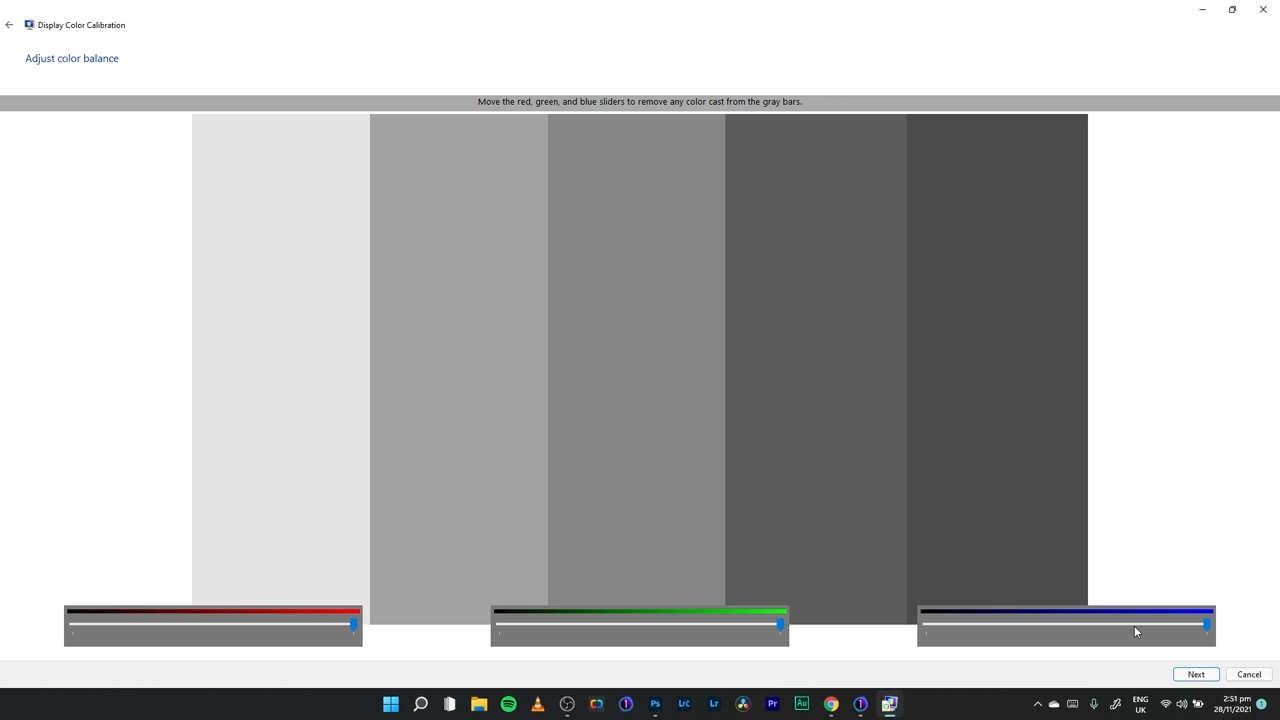 Display Color Calibration
Adjust color balance
Move the red, green, and blue sliders to remove any color cast from the gray bars.
Next
Cancel
Ps
Lrc
Lr
Pr
Au
ENG
UK
2:51 pm
28/11/2021
1